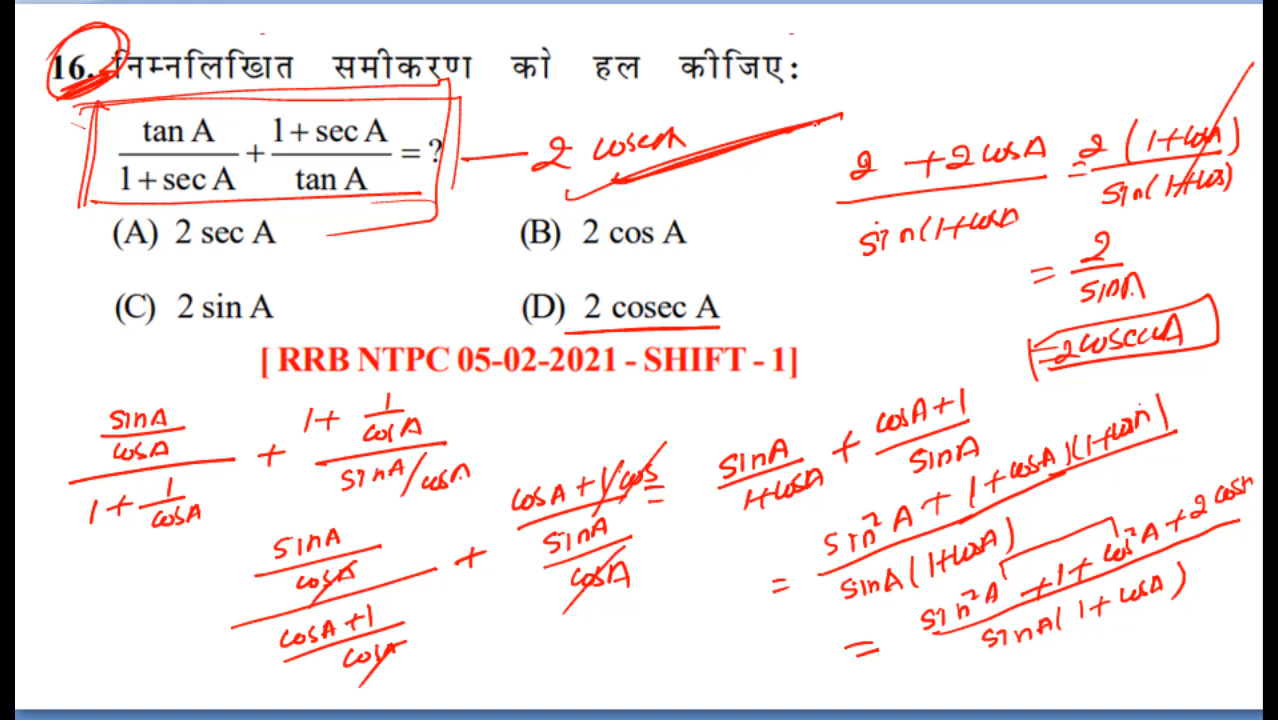 16. निम्नलिखित समीकरण को हल कीजिए:
tan A / 1 + sec A + 1 + sec A / tan A = ?
2 cosecA
(A) 2 sec A
(B) 2 cos A
(C) 2 sin A
(D) 2 cosec A
[ RRB NTPC 05-02-2021 - SHIFT - 1]
2 + 2 cosA / sin(1+cosA = 2 (1+cosA) / sin(1+cos)
= 2 / sinA
= 2 cosecA
sinA / cosA / 1 + 1 / cosA + 1 + 1 / cosA / sinA/cosA
sinA / cosA / cosA + 1 / cosA + cosA + 1/cos / sinA / cosA
= sinA / 1+cosA + cosA + 1 / sinA
= sin²A + 1+cosA)(1+cosA) / sinA(1+cosA)
= sin²A + 1 + cos²A + 2 cosA / sinA(1+cosA)